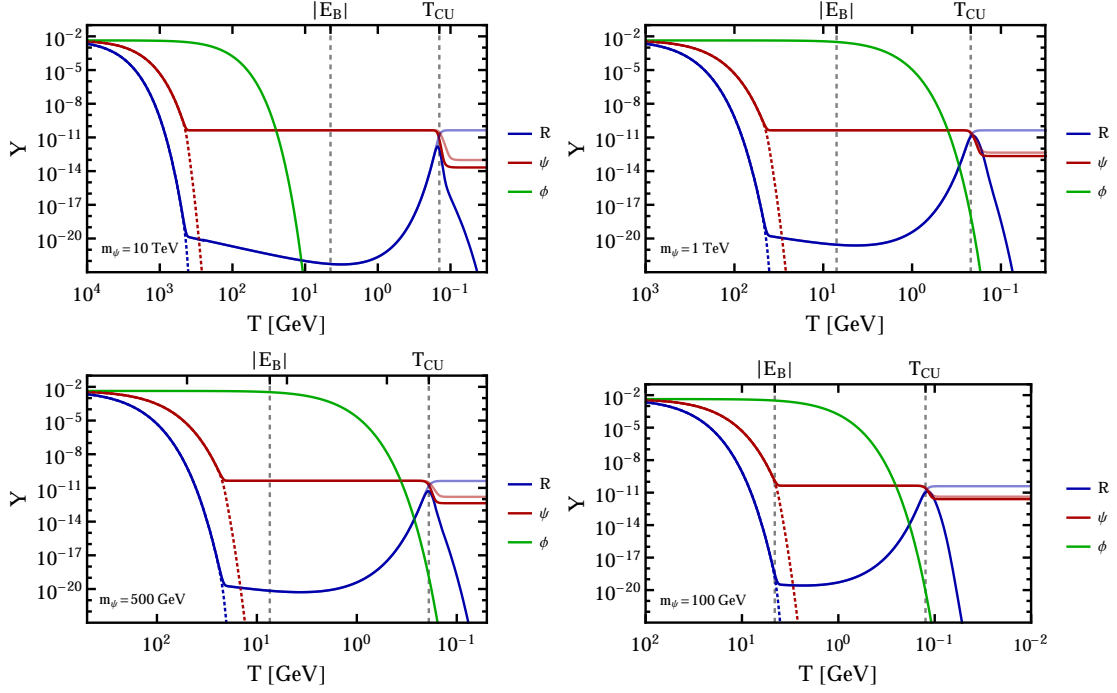 |E_B| T_CU
10^-2
10^-5
10^-8
10^-11
10^-14
10^-17
10^-20
Y
m_ψ = 10 TeV
10^4 10^3 10^2 10^1 10^0 10^-1
T [GeV]
R
ψ
ϕ
|E_B| T_CU
10^-2
10^-5
10^-8
10^-11
10^-14
10^-17
10^-20
Y
m_ψ = 1 TeV
10^3 10^2 10^1 10^0 10^-1
T [GeV]
R
ψ
ϕ
|E_B| T_CU
10^-2
10^-5
10^-8
10^-11
10^-14
10^-17
10^-20
Y
m_ψ = 500 GeV
10^2 10^1 10^0 10^-1
T [GeV]
R
ψ
ϕ
|E_B| T_CU
10^-2
10^-5
10^-8
10^-11
10^-14
10^-17
10^-20
Y
m_ψ = 100 GeV
10^2 10^1 10^0 10^-1 10^-2
T [GeV]
R
ψ
ϕ